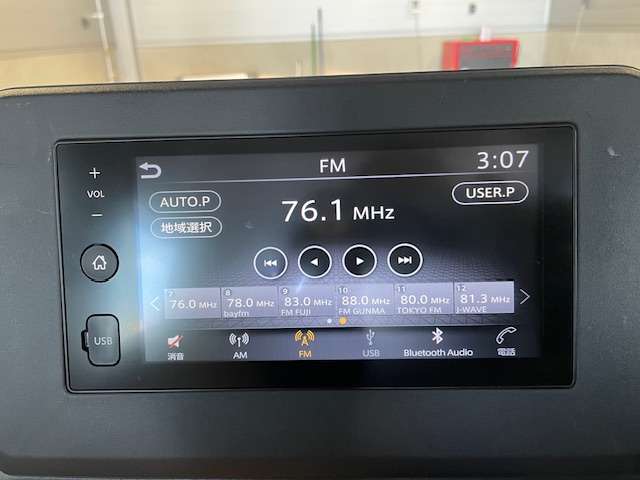 +
VOL
−
USB
FM
3:07
AUTO.P
USER.P
地域選択
76.1 MHz
7
76.0 MHz
8
78.0 MHz
bayfm
9
83.0 MHz
FM FUJI
10
88.0 MHz
FM GUNMA
11
80.0 MHz
TOKYO FM
12
81.3 MHz
J-WAVE
消音
AM
FM
USB
Bluetooth Audio
電話